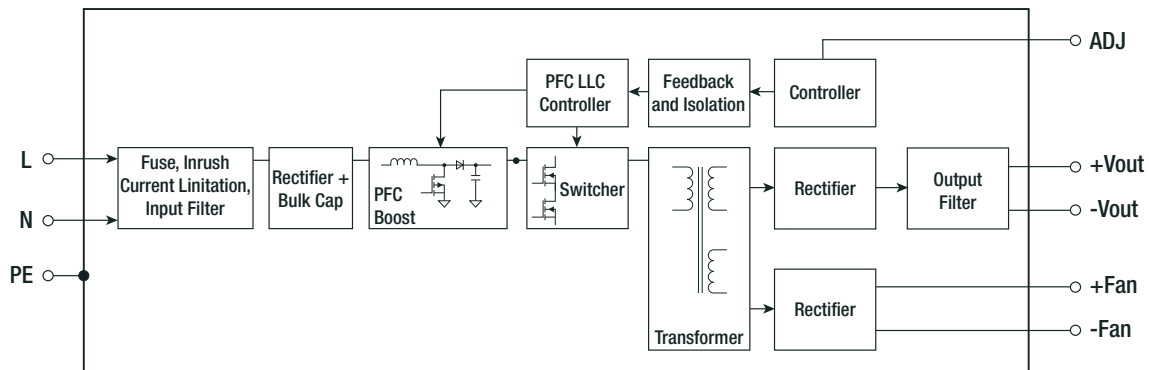 ADJ
PFC LLC
Controller
Feedback
and Isolation
Controller
L
N
PE
Fuse, Inrush
Current Linitation,
Input Filter
Rectifier +
Bulk Cap
PFC
Boost
Switcher
Transformer
Rectifier
Output
Filter
+Vout
-Vout
Rectifier
+Fan
-Fan